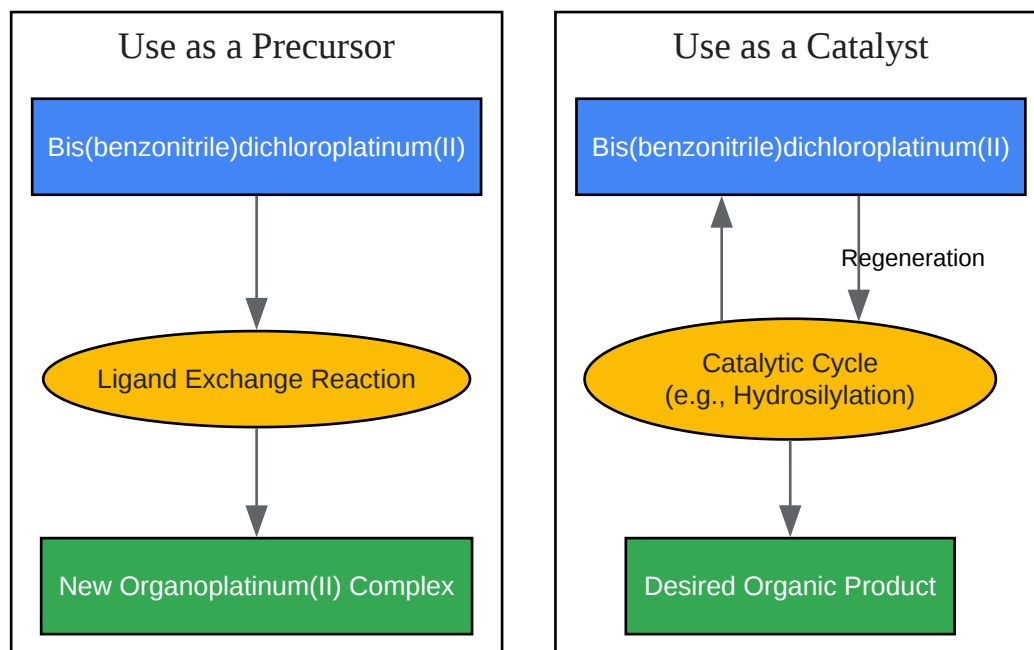 Use as a Precursor
Bis(benzonitrile)dichloroplatinum(II)
Ligand Exchange Reaction
New Organoplatinum(II) Complex
Use as a Catalyst
Bis(benzonitrile)dichloroplatinum(II)
Regeneration
Catalytic Cycle
(e.g., Hydrosilylation)
Desired Organic Product